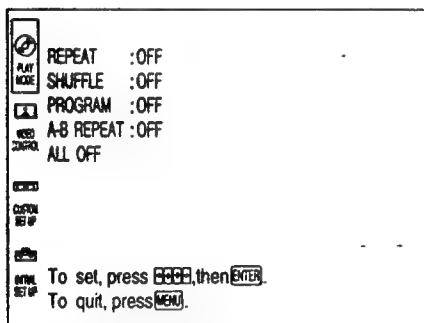 PLAY
MODE
REPEAT :OFF
SHUFFLE :OFF
PROGRAM :OFF
A-B REPEAT :OFF
ALL OFF
VIDEO
CONTROL
CUSTOM
SET UP
INITIAL
SET UP
To set, press ,then ENTER.
To quit, press MENU.